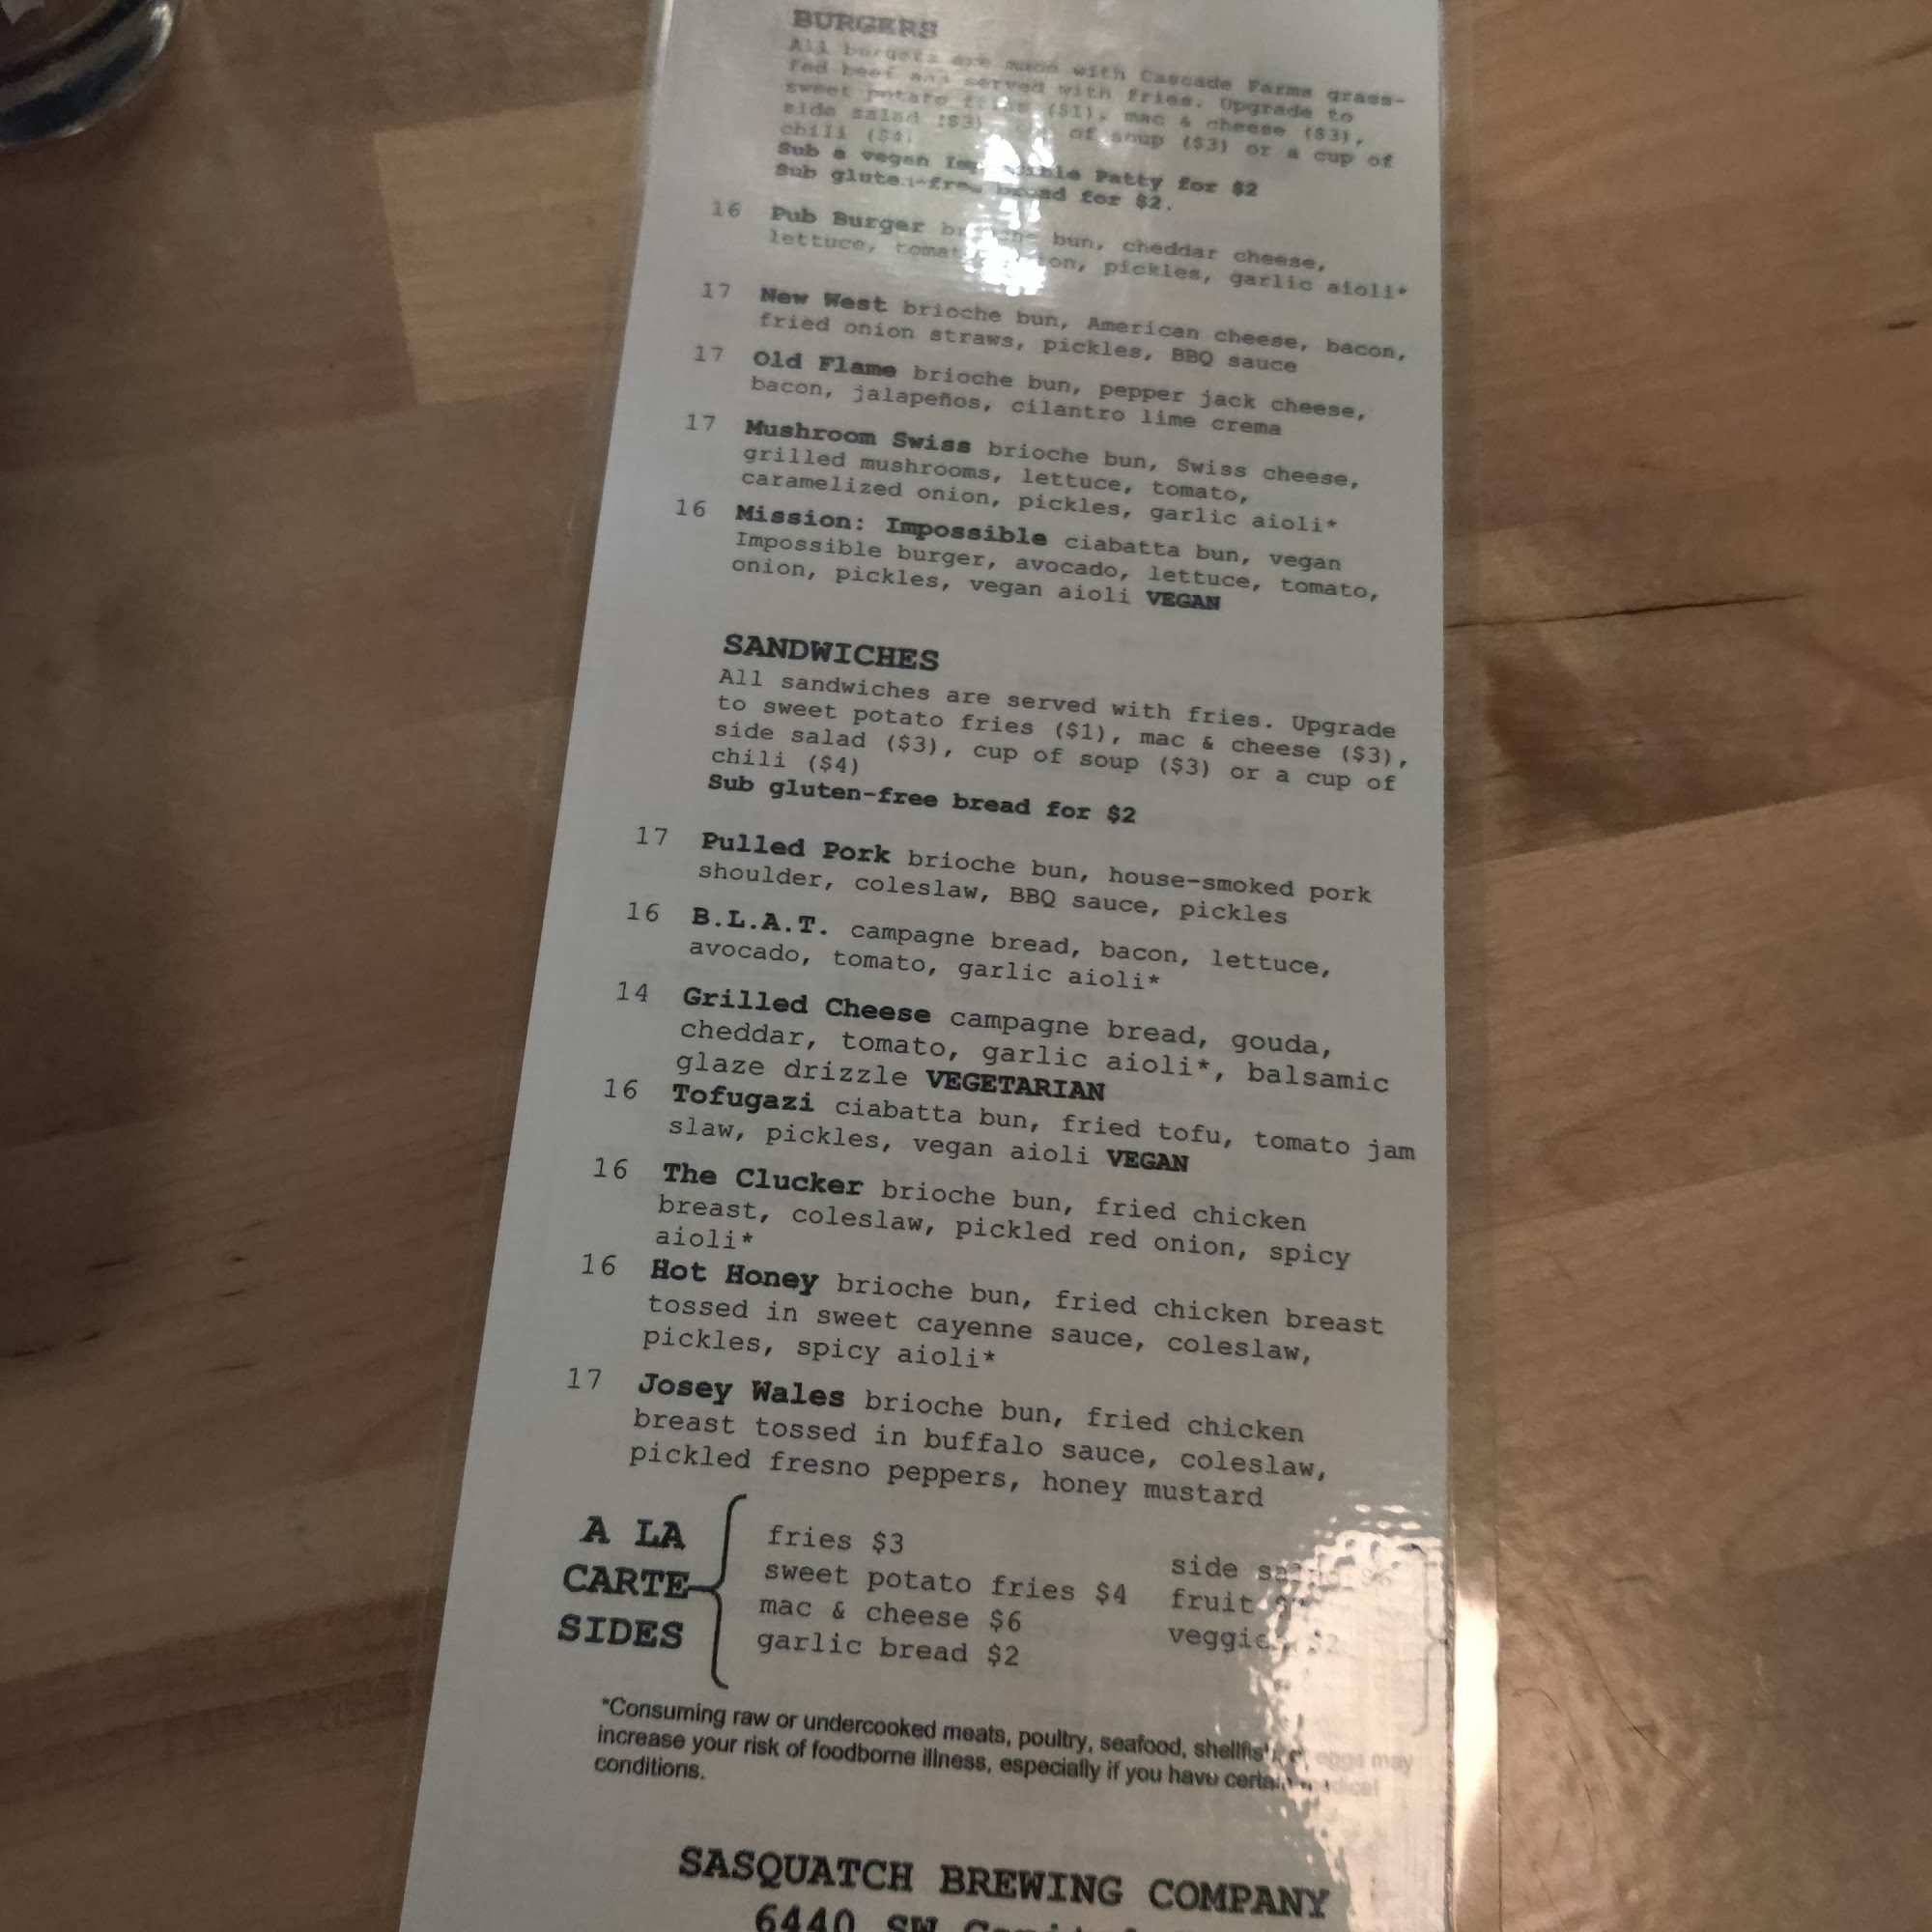 BURGERS
All burgers are made with Cascade Farms grass-
fed beef and served with fries. Upgrade to
sweet potato fries ($1), mac & cheese ($3),
side salad ($3), of soup ($3) or a cup of
chili ($4)
Sub a vegan Impossible Patty for $2
Sub gluten-free bread for $2.
16 Pub Burger brioche bun, cheddar cheese,
lettuce, tomato, pickles, garlic aioli*
17 New West brioche bun, American cheese, bacon,
fried onion straws, pickles, BBQ sauce
17 Old Flame brioche bun, pepper jack cheese,
bacon, jalapeños, cilantro lime crema
17 Mushroom Swiss brioche bun, Swiss cheese,
grilled mushrooms, lettuce, tomato,
caramelized onion, pickles, garlic aioli*
16 Mission: Impossible ciabatta bun, vegan
Impossible burger, avocado, lettuce, tomato,
onion, pickles, vegan aioli VEGAN
SANDWICHES
All sandwiches are served with fries. Upgrade
to sweet potato fries ($1), mac & cheese ($3),
side salad ($3), cup of soup ($3) or a cup of
chili ($4)
Sub gluten-free bread for $2
17 Pulled Pork brioche bun, house-smoked pork
shoulder, coleslaw, BBQ sauce, pickles
16 B.L.A.T. campagne bread, bacon, lettuce,
avocado, tomato, garlic aioli*
14 Grilled Cheese campagne bread, gouda,
cheddar, tomato, garlic aioli*, balsamic
glaze drizzle VEGETARIAN
16 Tofugazi ciabatta bun, fried tofu, tomato jam
slaw, pickles, vegan aioli VEGAN
16 The Clucker brioche bun, fried chicken
breast, coleslaw, pickled red onion, spicy
aioli*
16 Hot Honey brioche bun, fried chicken breast
tossed in sweet cayenne sauce, coleslaw,
pickles, spicy aioli*
17 Josey Wales brioche bun, fried chicken
breast tossed in buffalo sauce, coleslaw,
pickled fresno peppers, honey mustard
A LA
CARTE
SIDES
fries $3
sweet potato fries $4
mac & cheese $6
garlic bread $2
side
fruit
veggies $2
*Consuming raw or undercooked meats, poultry, seafood, shellfish or eggs may
increase your risk of foodborne illness, especially if you have certain medical
conditions.
SASQUATCH BREWING COMPANY
6440 SW